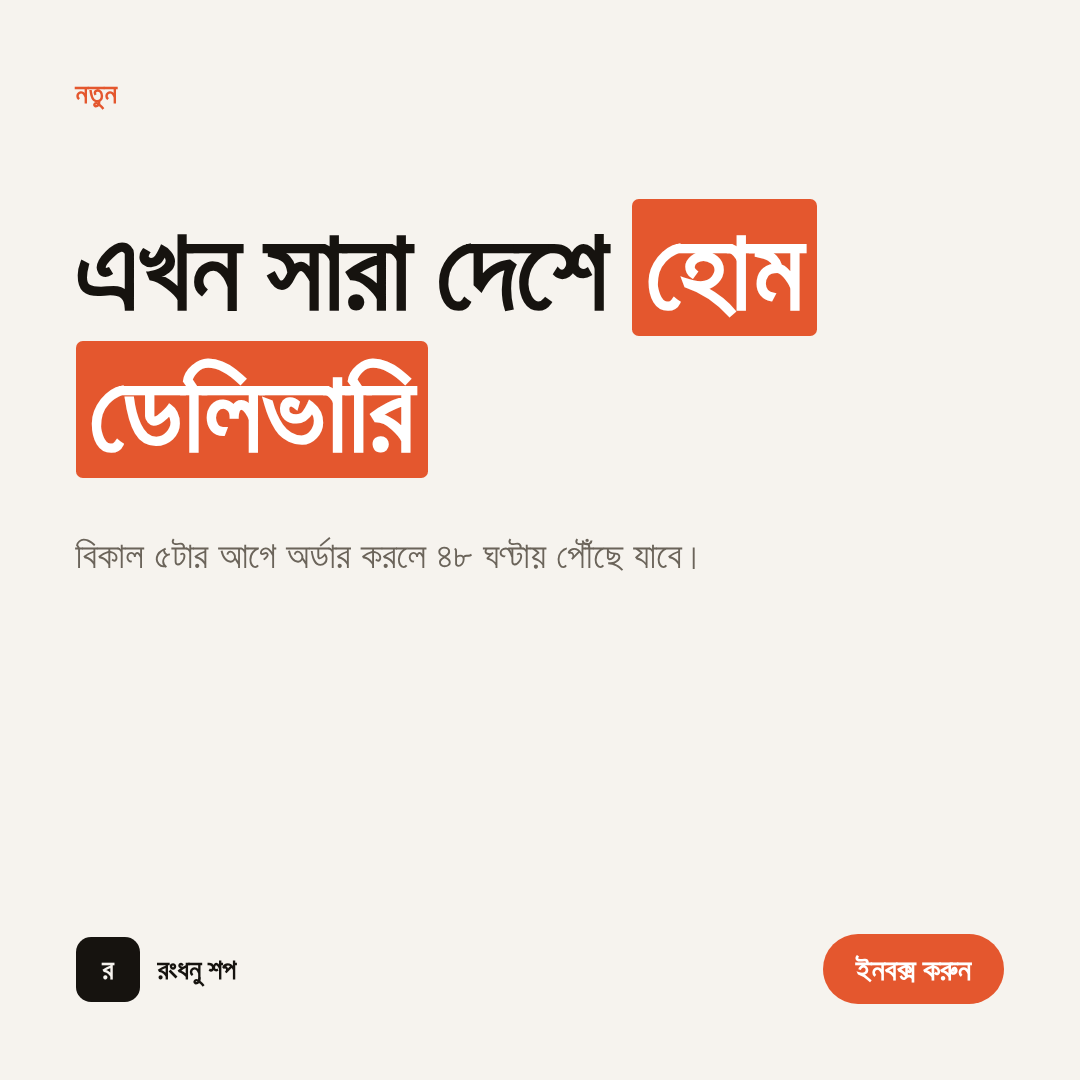 নতুন
এখন সারা দেশে হোম
ডেলিভারি
বিকাল ৫টার আগে অর্ডার করলে ৪৮ ঘণ্টায় পৌঁছে যাবে।
র
রংধনু শপ
ইনবক্স করুন